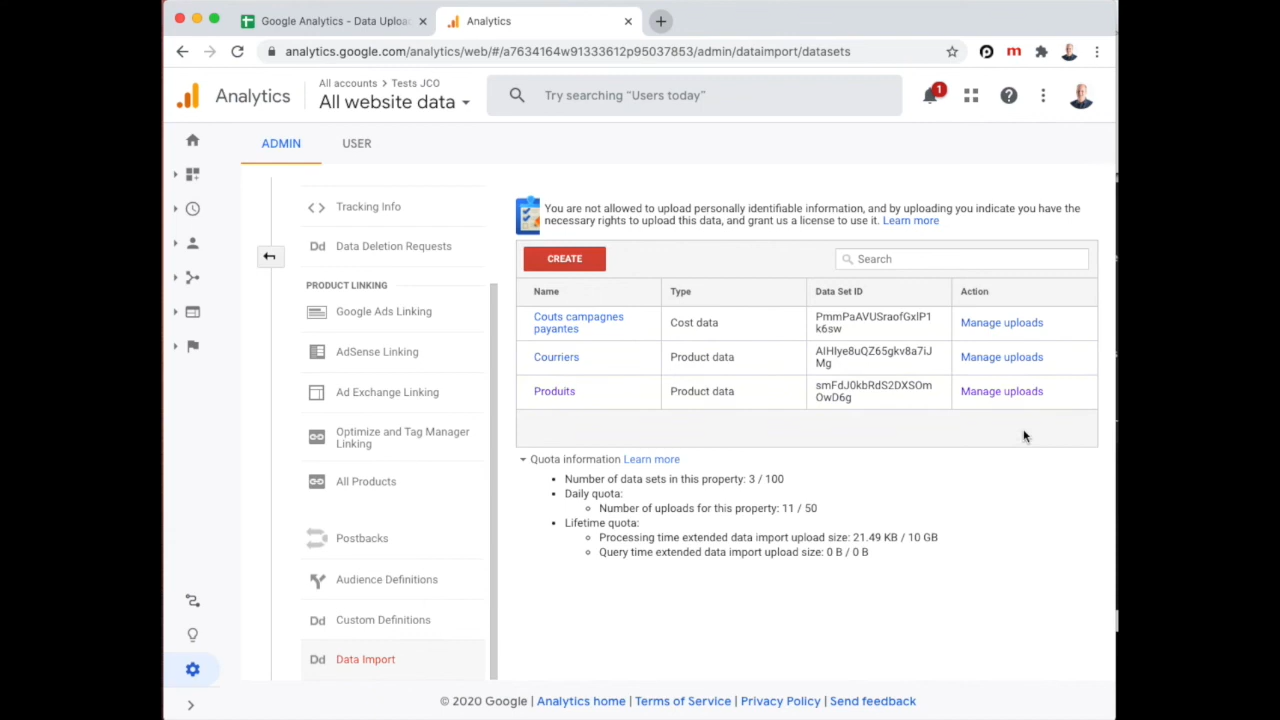 Google Analytics - Data Uploa
Analytics
analytics.google.com/analytics/web/#/a7634164w91333612p95037853/admin/dataimport/datasets
m
Analytics
All accounts > Tests JCO
All website data
Try searching “Users today”
1
ADMIN
USER
Tracking Info
Dd Data Deletion Requests
PRODUCT LINKING
Google Ads Linking
AdSense Linking
Ad Exchange Linking
Optimize and Tag Manager
Linking
All Products
Postbacks
Audience Definitions
Dd Custom Definitions
Dd Data Import
You are not allowed to upload personally identifiable information, and by uploading you indicate you have the
necessary rights to upload this data, and grant us a license to use it. Learn more
CREATE
Search
Name Type Data Set ID Action
Couts campagnes
payantes
Cost data
PmmPaAVUSraofGxlP1
k6sw
Manage uploads
Courriers
Product data
AIHlye8uQZ65gkv8a7iJ
Mg
Manage uploads
Produits
Product data
smFdJ0kbRdS2DXSOm
OwD6g
Manage uploads
Quota information Learn more
Number of data sets in this property: 3 / 100
Daily quota:
Number of uploads for this property: 11 / 50
Lifetime quota:
Processing time extended data import upload size: 21.49 KB / 10 GB
Query time extended data import upload size: 0 B / 0 B
© 2020 Google | Analytics home | Terms of Service | Privacy Policy | Send feedback